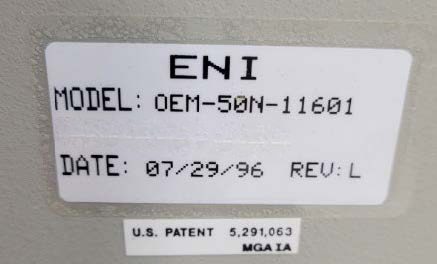 ENI
MODEL: OEM-50N-11601
DATE: 07/29/96 REV: L
U.S. PATENT 5,291,063
MGA IA